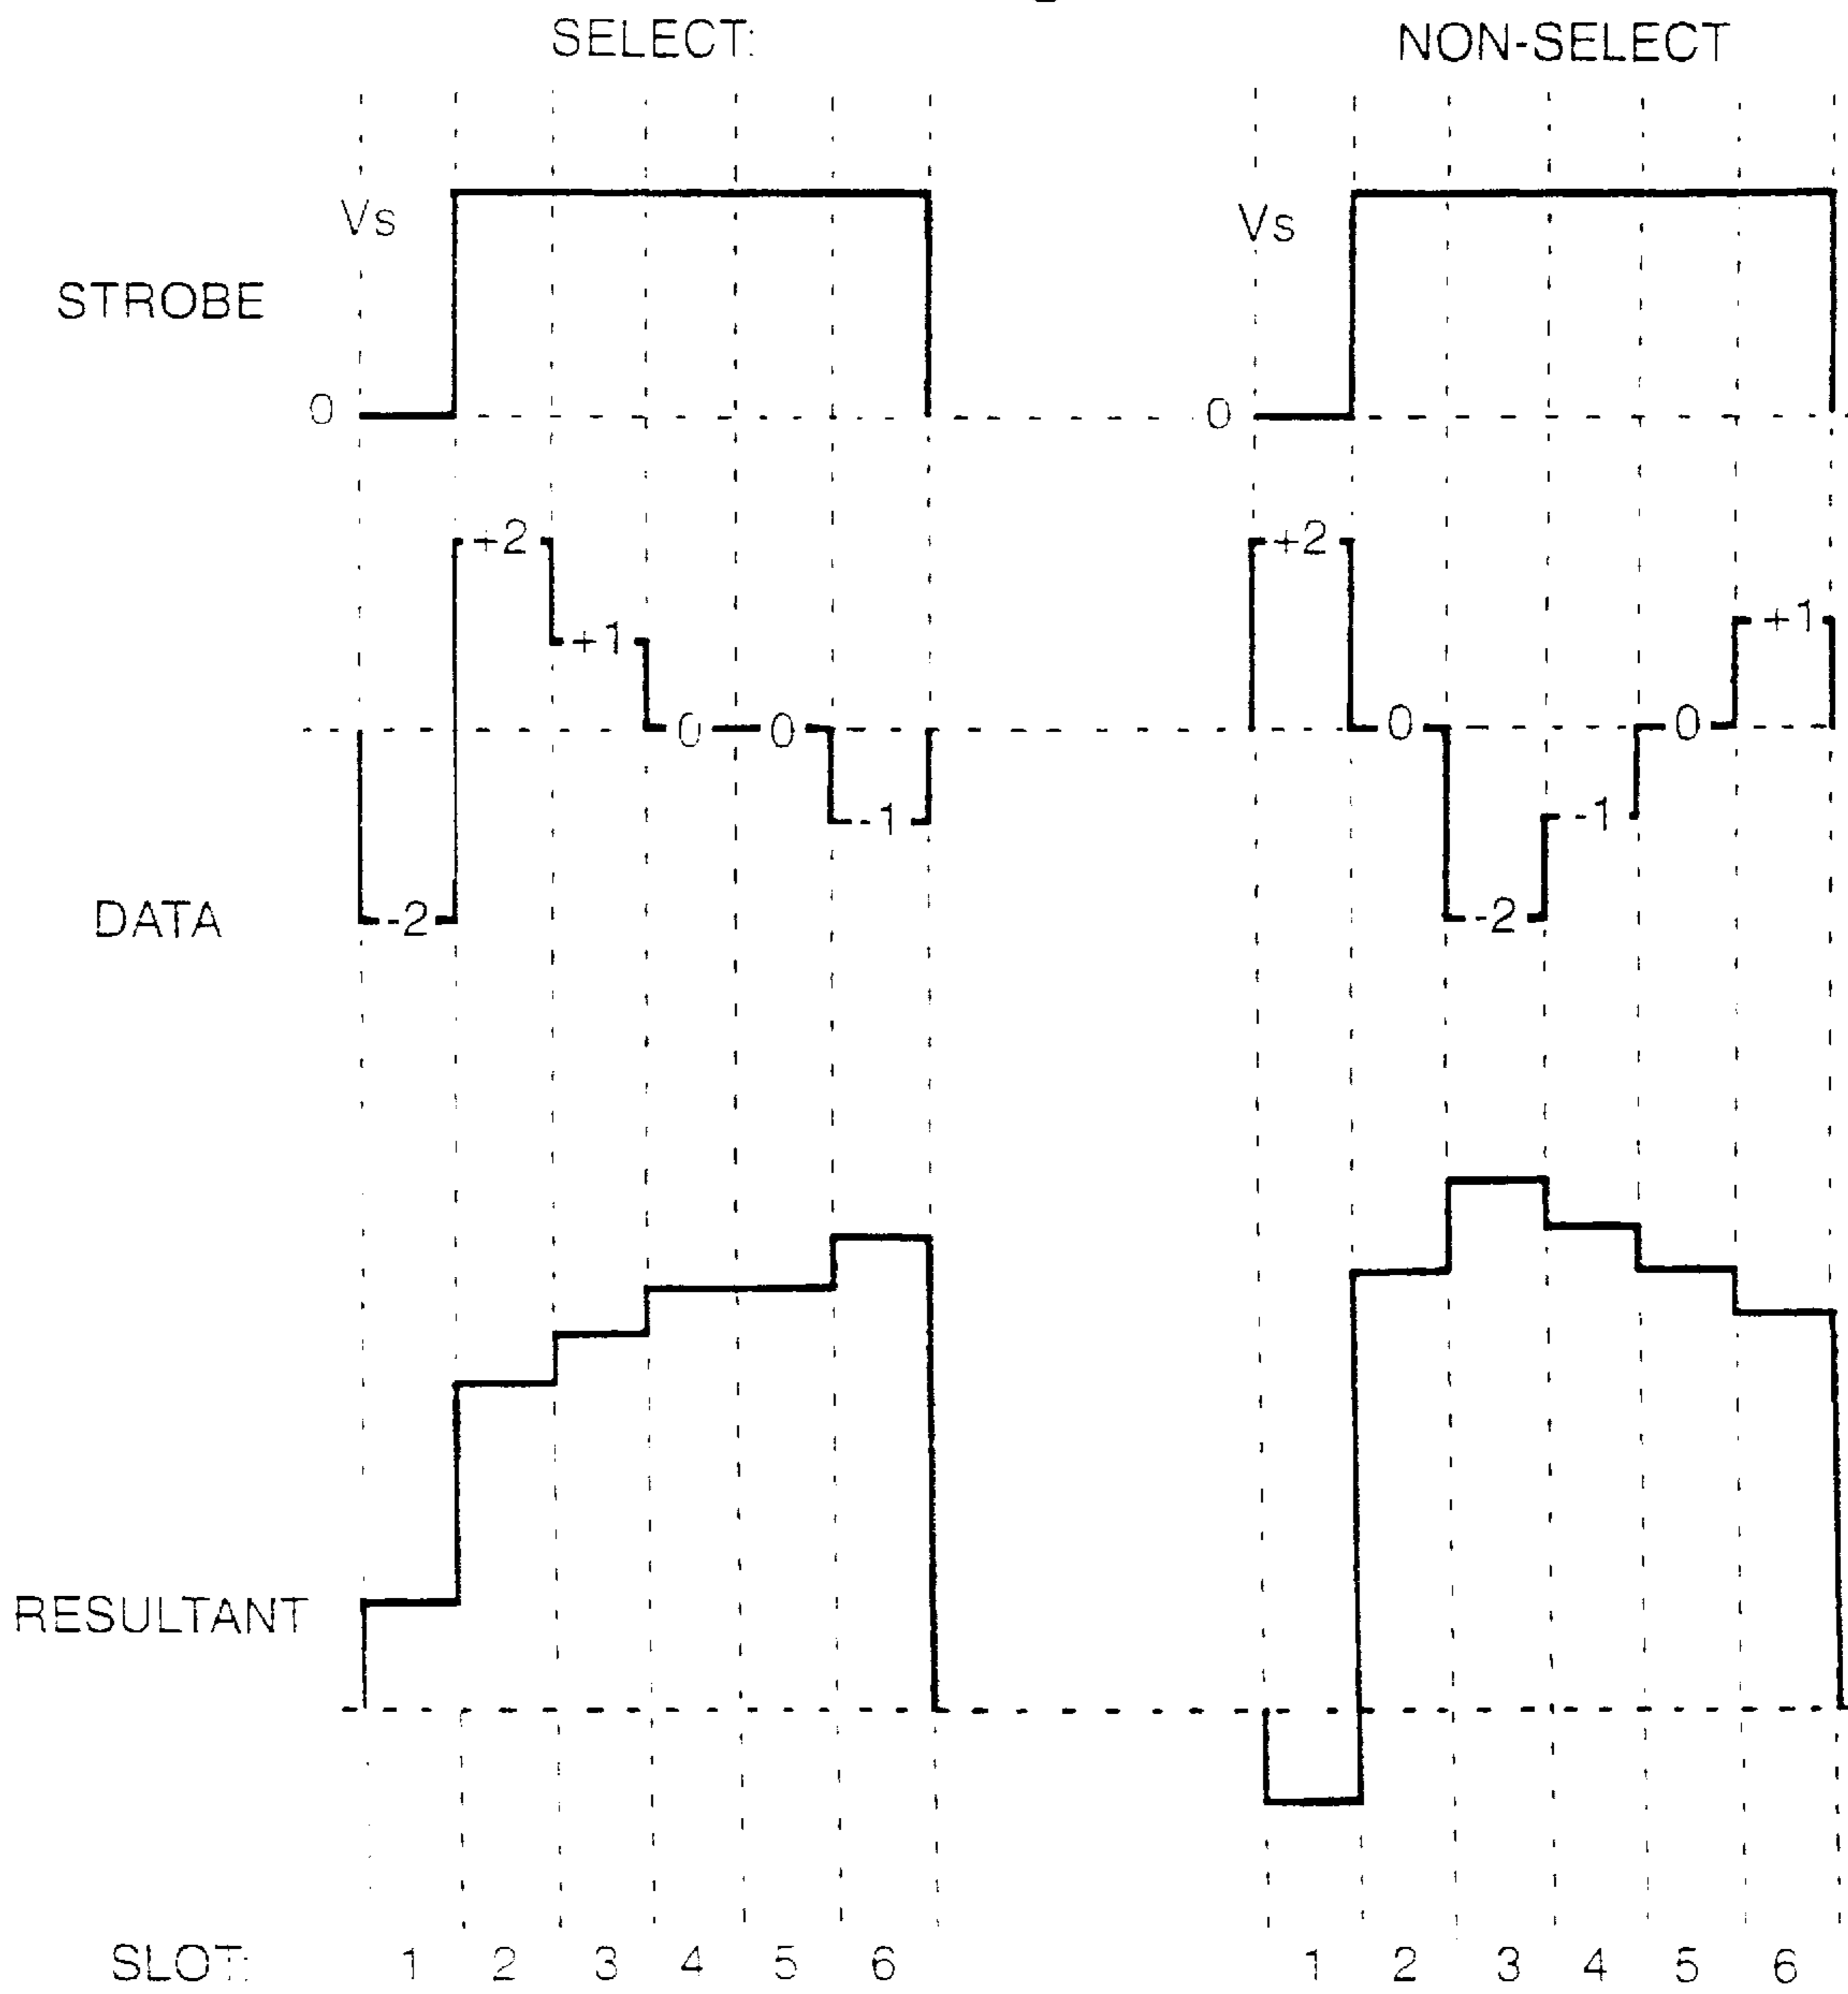 SELECT: NON-SELECT
Vs Vs
STROBE
0 0
+2 +2
+1 +1
0 0 0 0
-1 -1
DATA -2 -2
RESULTANT
SLOT: 1 2 3 4 5 6 1 2 3 4 5 6